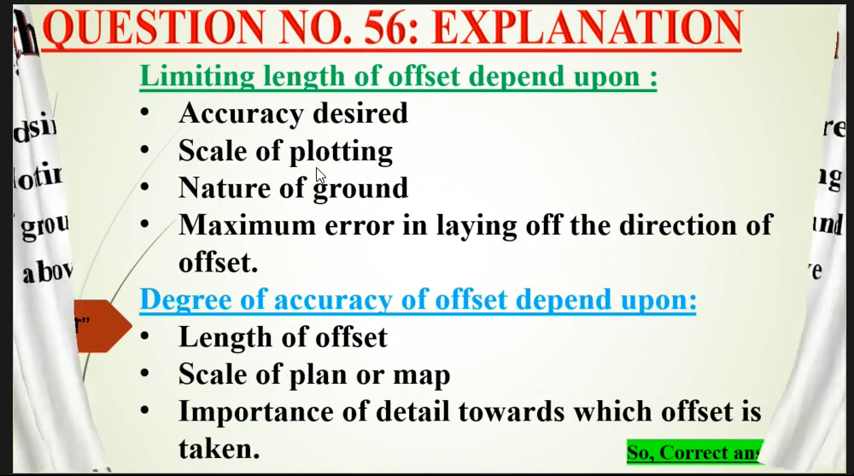 QUESTION NO. 56: EXPLANATION
Limiting length of offset depend upon :
• Accuracy desired
• Scale of plotting
• Nature of ground
• Maximum error in laying off the direction of
offset.
Degree of accuracy of offset depend upon:
• Length of offset
• Scale of plan or map
• Importance of detail towards which offset is
taken.
So, Correct